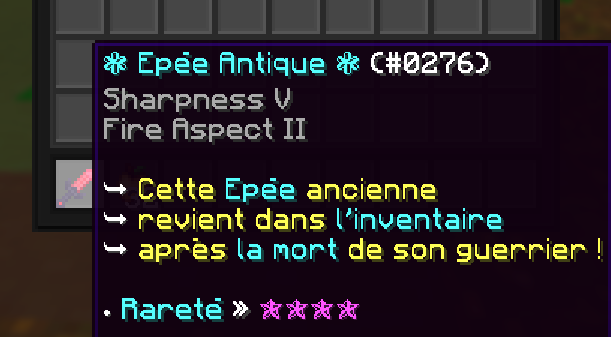 ❃ Epée Antique ❃ (#0276)
Sharpness V
Fire Aspect II
↪ Cette Epée ancienne
↪ revient dans l'inventaire
↪ après la mort de son guerrier !
• Rareté » ✯✯✯✯